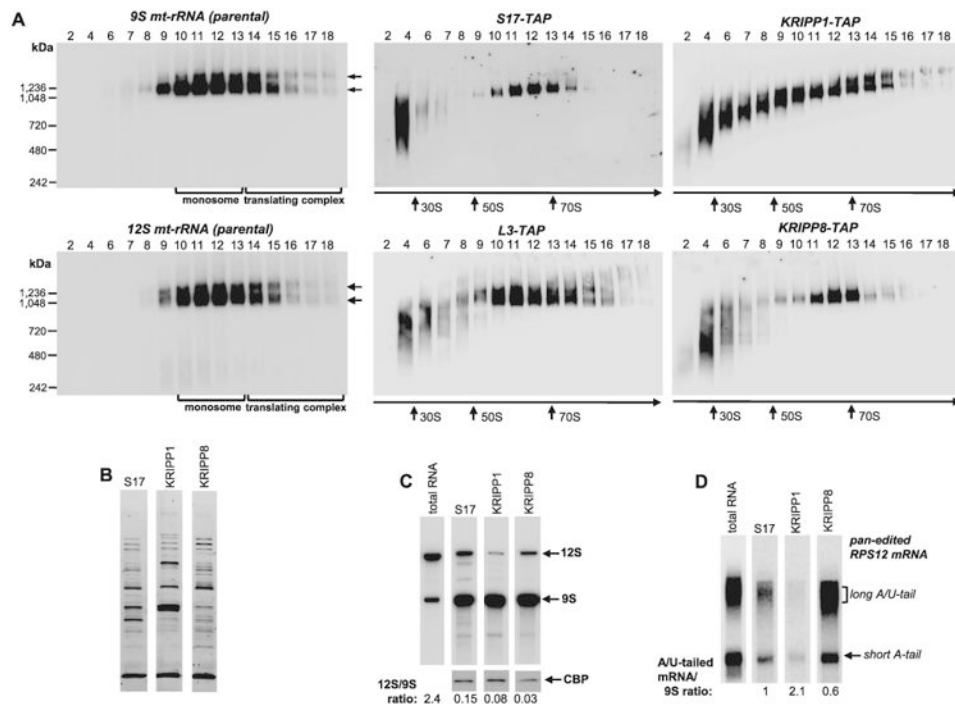 A
9S mt-rRNA (parental)
2 4 6 7 8 9 10 11 12 13 14 15 16 17 18
kDa
1,236
1,048
720
480
242
monosome translating complex
S17-TAP
2 4 6 7 8 9 10 11 12 13 14 15 16 17 18
30S 50S 70S
KRIPP1-TAP
2 4 6 7 8 9 10 11 12 13 14 15 16 17 18
30S 50S 70S
12S mt-rRNA (parental)
2 4 6 7 8 9 10 11 12 13 14 15 16 17 18
kDa
1,236
1,048
720
480
242
monosome translating complex
L3-TAP
2 4 6 7 8 9 10 11 12 13 14 15 16 17 18
30S 50S 70S
KRIPP8-TAP
2 4 6 7 8 9 10 11 12 13 14 15 16 17 18
30S 50S 70S
B
S17
KRIPP1
KRIPP8
C
total RNA
S17
KRIPP1
KRIPP8
12S
9S
CBP
12S/9S
ratio: 2.4 0.15 0.08 0.03
D
total RNA
S17
KRIPP1
KRIPP8
pan-edited
RPS12 mRNA
long A/U-tail
short A-tail
A/U-tailed
mRNA/
9S ratio: 1 2.1 0.6